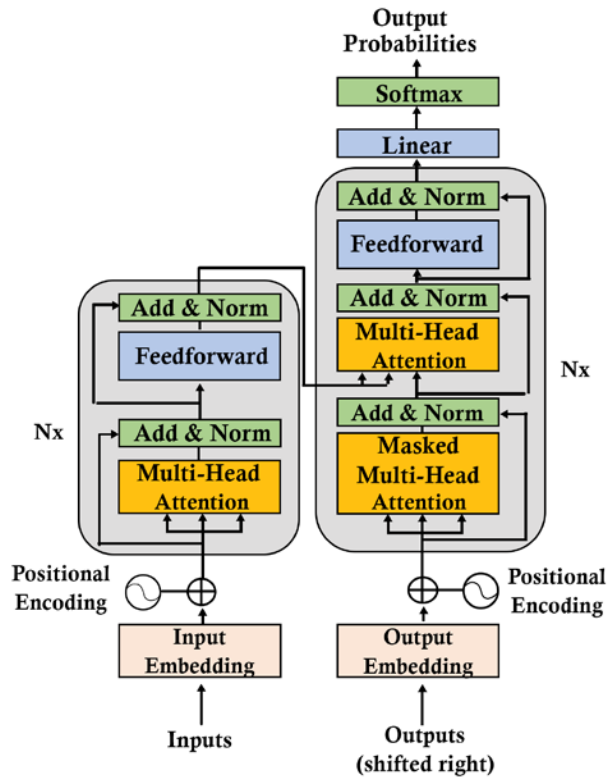 Output
Probabilities
Softmax
Linear
Add & Norm
Feedforward
Add & Norm
Multi-Head
Attention
Add & Norm
Masked
Multi-Head
Attention
Nx
Add & Norm
Feedforward
Add & Norm
Multi-Head
Attention
Nx
Positional
Encoding
Input
Embedding
Inputs
Positional
Encoding
Output
Embedding
Outputs
(shifted right)